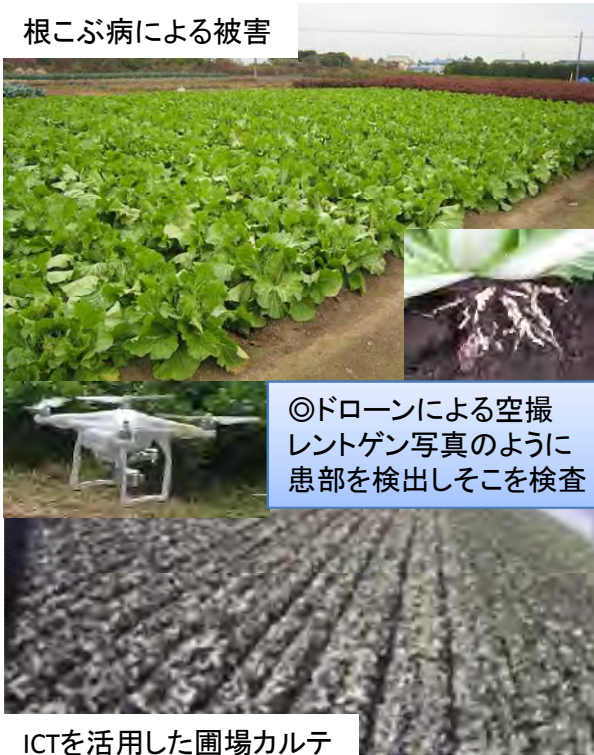 根こぶ病による被害
◎ドローンによる空撮
レントゲン写真のように
患部を検出しそこを検査
ICTを活用した圃場カルテ